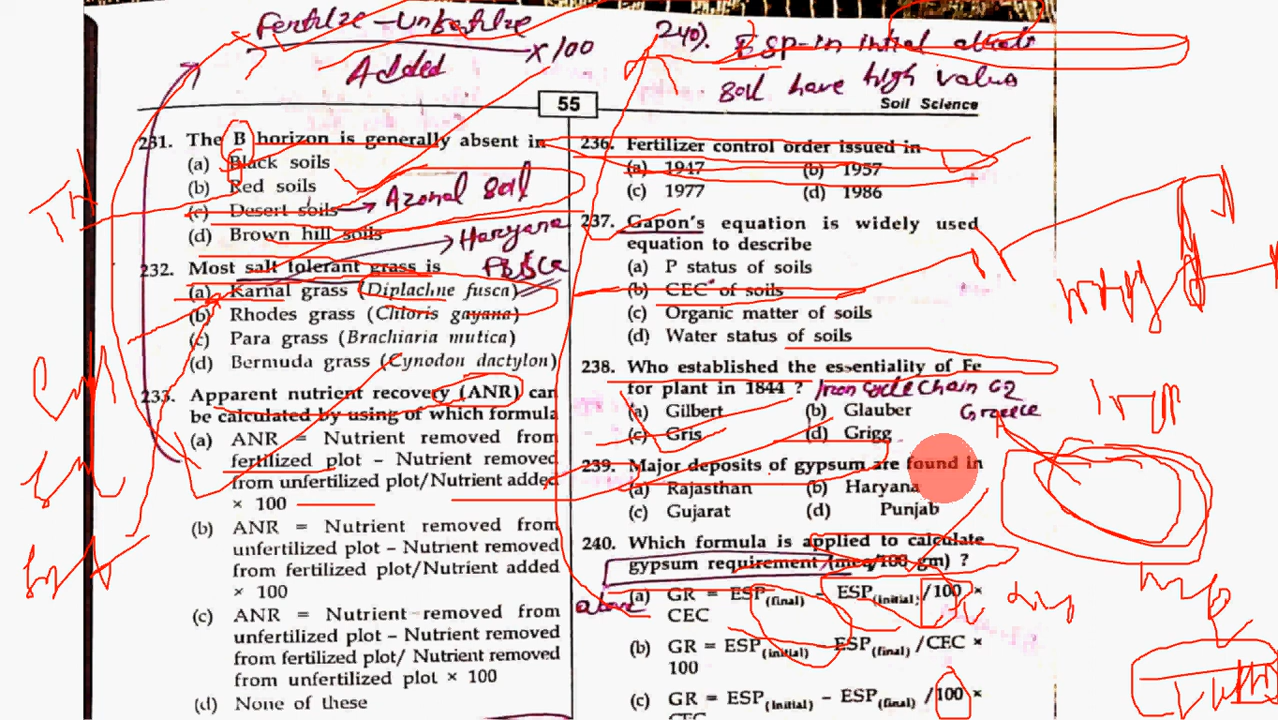 Fertilize - Unfertilize
Added
× 100
240). ESP-in initial alkali
soil have high value
55
Soil Science
231. The B horizon is generally absent in
(a) Black soils
(b) Red soils
(c) Desert soils → Azonal Soil
(d) Brown hill soils
→ Haryana
232. Most salt tolerant grass is
(a) Karnal grass (Diplachne fusca)
(b) Rhodes grass (Chloris gayana)
(c) Para grass (Brachiaria mutica)
(d) Bermuda grass (Cynodon dactylon)
233. Apparent nutrient recovery (ANR) can
be calculated by using of which formula
(a) ANR = Nutrient removed from
fertilized plot – Nutrient removed
from unfertilized plot/Nutrient added
× 100
(b) ANR = Nutrient removed from
unfertilized plot – Nutrient removed
from fertilized plot/Nutrient added
× 100
(c) ANR = Nutrient removed from
unfertilized plot – Nutrient removed
from fertilized plot/ Nutrient removed
from unfertilized plot × 100
(d) None of these
236. Fertilizer control order issued in
(a) 1947 (b) 1957
(c) 1977 (d) 1986
237. Gapon's equation is widely used
equation to describe
(a) P status of soils
(b) CEC of soils
(c) Organic matter of soils
(d) Water status of soils
238. Who established the essentiality of Fe
for plant in 1844 ?
(a) Gilbert (b) Glauber
(c) Gris (d) Grigg
239. Major deposits of gypsum are found in
(a) Rajasthan (b) Haryana
(c) Gujarat (d) Punjab
240. Which formula is applied to calculate
gypsum requirement (meq/100 gm) ?
above
(a) GR = ESP(final) – ESP(initial) /100 ×
CEC
(b) GR = ESP(initial) – ESP(final) /CEC ×
100
(c) GR = ESP(initial) – ESP(final) /100 ×
CEC